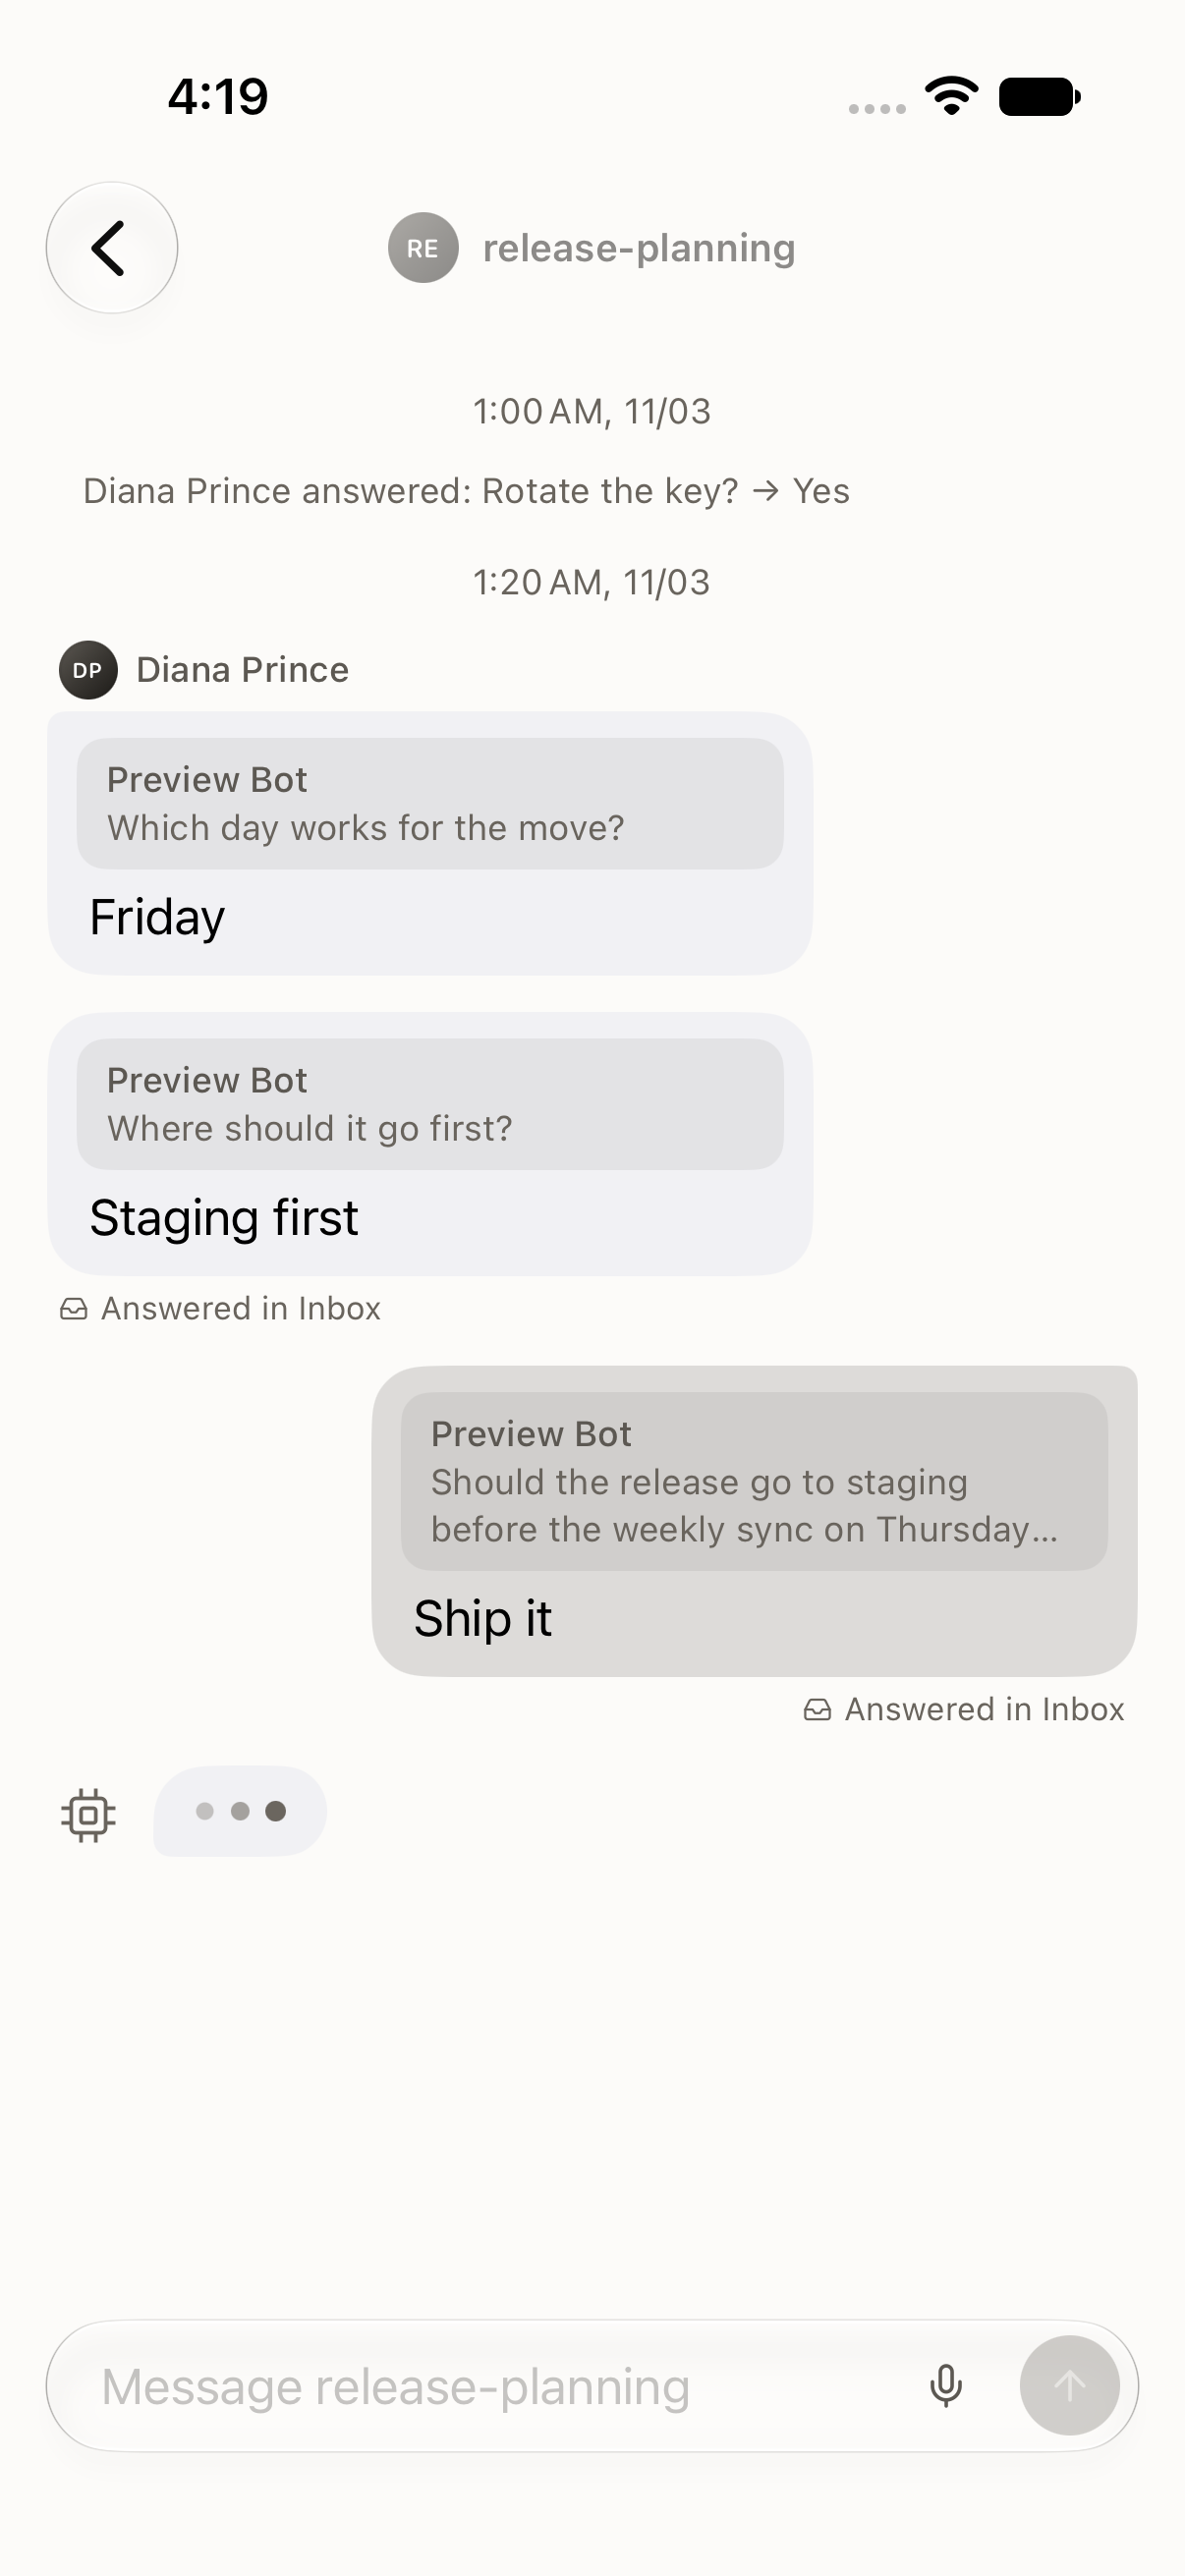 4:19
RE release-planning
1:00 AM, 11/03
Diana Prince answered: Rotate the key? → Yes
1:20 AM, 11/03
DP Diana Prince
Preview Bot
Which day works for the move?
Friday
Preview Bot
Where should it go first?
Staging first
Answered in Inbox
Preview Bot
Should the release go to staging
before the weekly sync on Thursday...
Ship it
Answered in Inbox
Message release-planning